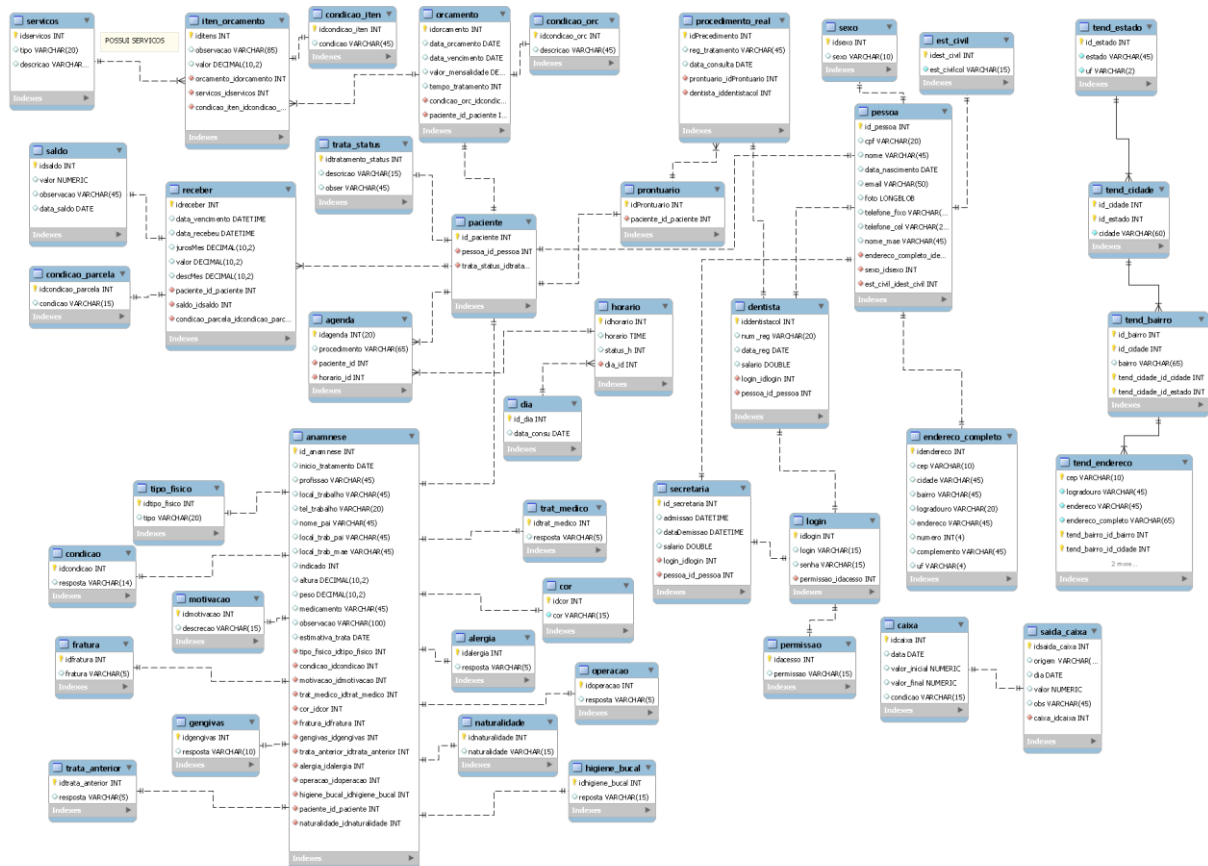 servicos
idservicos INT
tipo VARCHAR(20)
descricao VARCHAR...
Indexes
POSSUI SERVICOS
iten_orcamento
iditens INT
observacao VARCHAR(85)
valor DECIMAL(10,2)
orcamento_idorcamento INT
servicos_idservicos INT
condicao_iten_idcondicao_...
Indexes
condicao_iten
idcondicao_iten INT
condicao VARCHAR(45)
Indexes
orcamento
idorcamento INT
data_orcamento DATE
data_vencimento DATE
valor_mensalidade DE...
tempo_tratamento INT
condicao_orc_idcondic...
paciente_id_paciente I...
Indexes
condicao_orc
idcondicao_orc INT
descricao VARCHAR(45)
Indexes
procedimento_real
idPrecedimento INT
reg_tratamento VARCHAR(45)
data_consulta DATE
prontuario_idProntuario INT
dentista_iddentistacol INT
Indexes
sexo
idsexo INT
sexo VARCHAR(10)
Indexes
est_civil
idest_civil INT
est_civilcol VARCHAR(15)
Indexes
tend_estado
id_estado INT
estado VARCHAR(45)
uf VARCHAR(2)
Indexes
pessoa
id_pessoa INT
cpf VARCHAR(20)
nome VARCHAR(45)
data_nascimento DATE
email VARCHAR(50)
foto LONGBLOB
telefone_fixo VARCHAR(...
telefone_cel VARCHAR(2...
nome_mae VARCHAR(45)
endereco_completo_ide...
sexo_idsexo INT
est_civil_idest_civil INT
Indexes
saldo
idsaldo INT
valor NUMERIC
observacao VARCHAR(45)
data_saldo DATE
Indexes
receber
idreceber INT
data_vencimento DATETIME
data_recebeu DATETIME
jurosMes DECIMAL(10,2)
valor DECIMAL(10,2)
descMes DECIMAL(10,2)
paciente_id_paciente INT
saldo_idsaldo INT
condicao_parcela_idcondicao_parc...
Indexes
trata_status
idtratamento_status INT
desoricao VARCHAR(15)
obser VARCHAR(45)
Indexes
paciente
id_paciente INT
pessoa_id_pessoa INT
trata_status_idtrata...
Indexes
prontuario
idProntuario INT
paciente_id_paciente INT
Indexes
tend_cidade
id_cidade INT
id_estado INT
cidade VARCHAR(60)
Indexes
condicao_parcela
idcondicao_parcela INT
condicao VARCHAR(15)
Indexes
agenda
idagenda INT(20)
procedimento VARCHAR(65)
paciente_id INT
horario_id INT
Indexes
horario
idhorario INT
horario TIME
status_h INT
dia_id INT
Indexes
dentista
iddentistacol INT
num_reg VARCHAR(20)
data_reg DATE
salario DOUBLE
login_idlogin INT
pessoa_id_pessoa INT
Indexes
tend_bairro
id_bairro INT
id_cidade INT
bairro VARCHAR(65)
tend_cidade_id_cidade INT
tend_cidade_id_estado INT
Indexes
dia
id_dia INT
data_consu DATE
Indexes
anamnese
id_anamnese INT
inicio_tratamento DATE
profissao VARCHAR(45)
local_trabalho VARCHAR(45)
tel_trabalho VARCHAR(20)
nome_pai VARCHAR(45)
local_trab_pai VARCHAR(45)
local_trab_mae VARCHAR(45)
indicado INT
altura DECIMAL(10,2)
peso DECIMAL(10,2)
medicamento VARCHAR(45)
observacao VARCHAR(100)
estimativa_trata DATE
tipo_fisico_idtipo_fisico INT
condicao_idcondicao INT
motivacao_idmotivacao INT
trat_medico_idtrat_medico INT
cor_idcor INT
fratura_idfratura INT
gengivas_idgengivas INT
trata_anterior_idtrata_anterior INT
alergia_idalergia INT
operacao_idoperacao INT
higiene_bucal_idhigiene_bucal INT
paciente_id_paciente INT
naturalidade_idnaturalidade INT
Indexes
endereco_completo
idendereco INT
cep VARCHAR(10)
cidade VARCHAR(45)
bairro VARCHAR(45)
logradouro VARCHAR(20)
endereco VARCHAR(45)
numero INT(4)
complemento VARCHAR(45)
uf VARCHAR(4)
Indexes
tend_endereco
cep VARCHAR(10)
logradouro VARCHAR(45)
endereco VARCHAR(45)
endereco_completo VARCHAR(65)
tend_bairro_id_bairro INT
tend_bairro_id_cidade INT
2 more...
Indexes
tipo_fisico
idtipo_fisico INT
tipo VARCHAR(20)
Indexes
secretaria
id_secretaria INT
admissao DATETIME
dataDemissao DATETIME
salario DOUBLE
login_idlogin INT
pessoa_id_pessoa INT
Indexes
trat_medico
idtrat_medico INT
resposta VARCHAR(5)
Indexes
login
idlogin INT
login VARCHAR(15)
senha VARCHAR(15)
permissao_idacesso INT
Indexes
condicao
idcondicao INT
resposta VARCHAR(14)
Indexes
cor
idcor INT
cor VARCHAR(15)
Indexes
motivacao
idmotivacao INT
descrecao VARCHAR(15)
Indexes
alergia
idalergia INT
resposta VARCHAR(5)
Indexes
caixa
idcaixa INT
data DATE
valor_inicial NUMERIC
valor_final NUMERIC
condicao VARCHAR(15)
Indexes
saida_caixa
idsaida_caixa INT
origem VARCHAR(...
dia DATE
valor NUMERIC
obs VARCHAR(45)
caixa_idcaixa INT
Indexes
fratura
idfratura INT
fratura VARCHAR(5)
Indexes
permissao
idacesso INT
permissao VARCHAR(15)
Indexes
operacao
idoperacao INT
resposta VARCHAR(5)
Indexes
gengivas
idgengivas INT
resposta VARCHAR(10)
Indexes
naturalidade
idnaturalidade INT
naturalidade VARCHAR(15)
Indexes
trata_anterior
idtrata_anterior INT
resposta VARCHAR(5)
Indexes
higiene_bucal
idhigiene_bucal INT
reposta VARCHAR(15)
Indexes